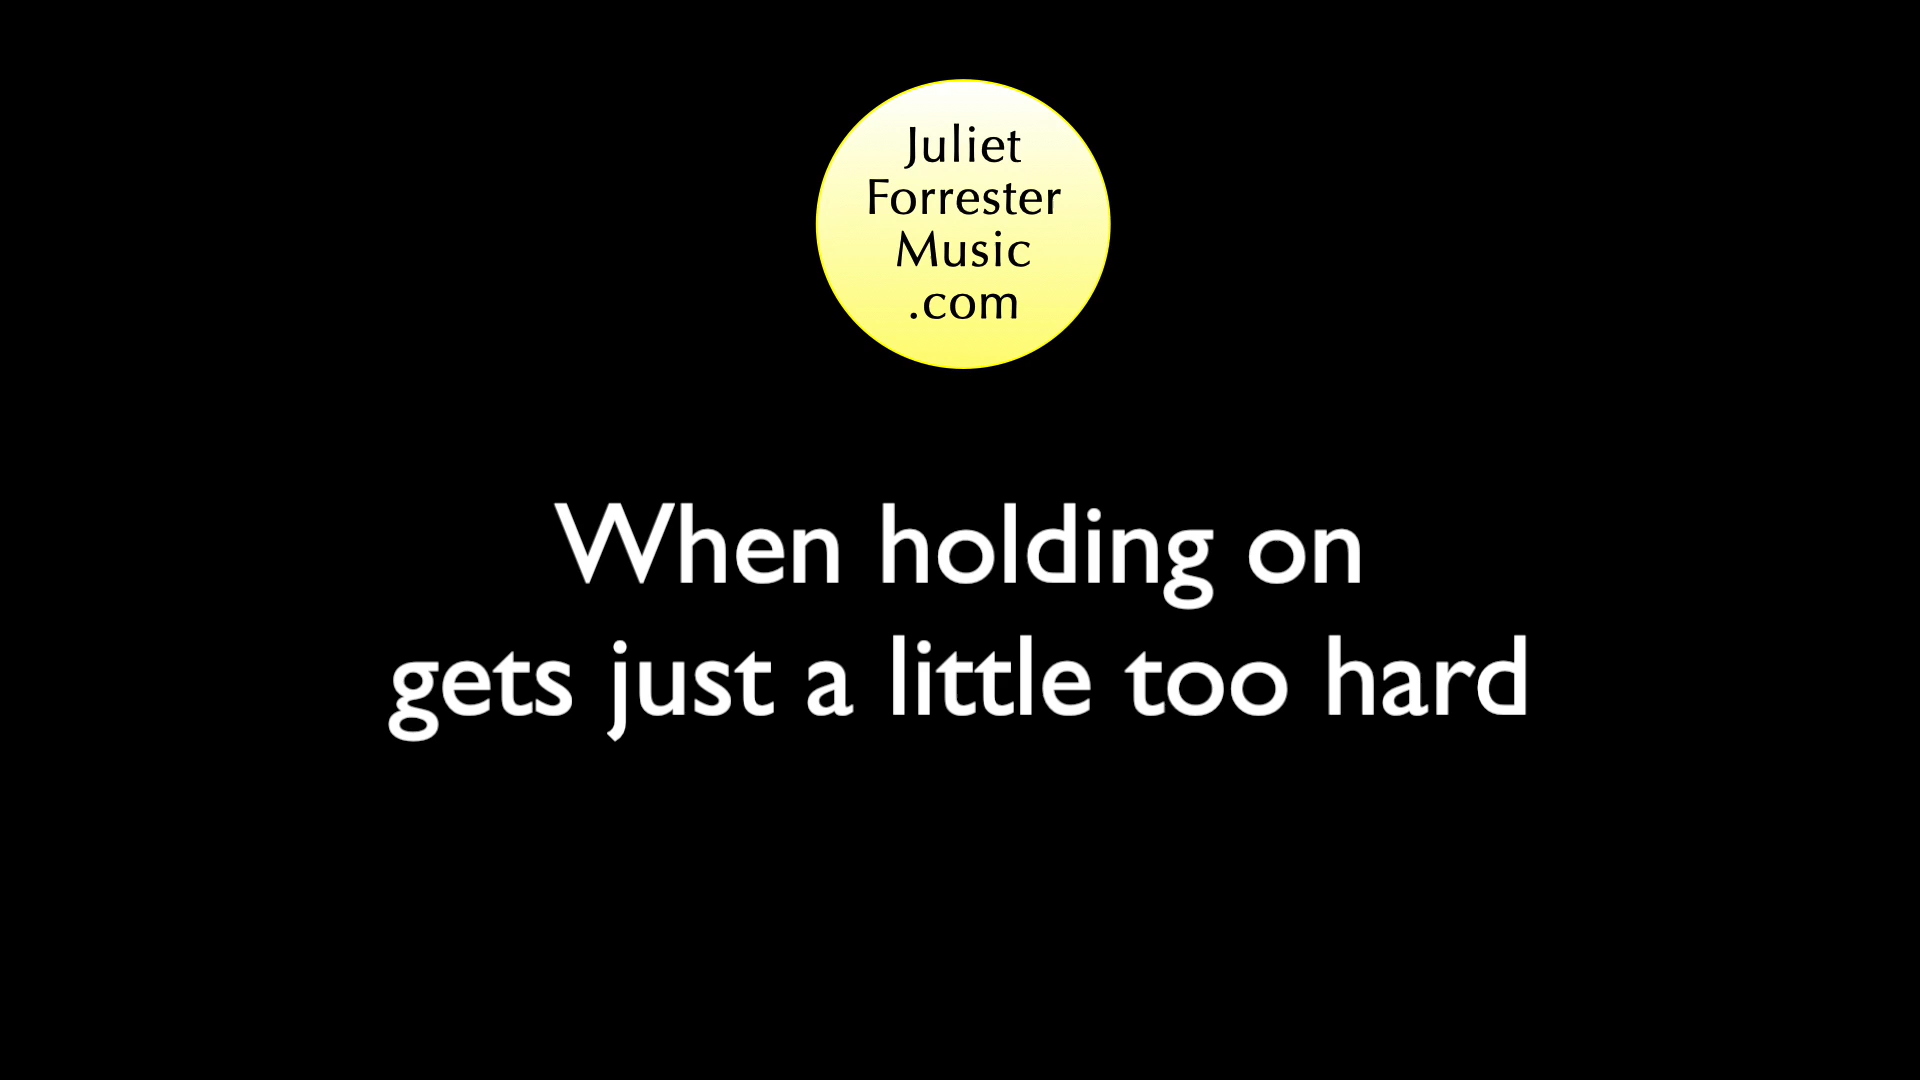 Juliet
Forrester
Music
.com
When holding on
gets just a little too hard